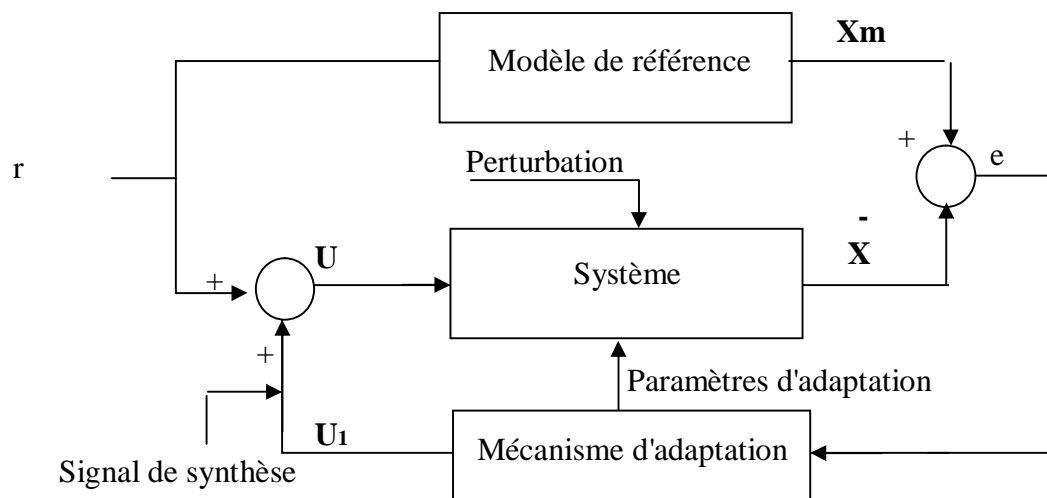 Xm
Modèle de référence
+
e
r
Perturbation
-
U
X
Système
+
+
Paramètres d'adaptation
U1
Mécanisme d'adaptation
Signal de synthèse